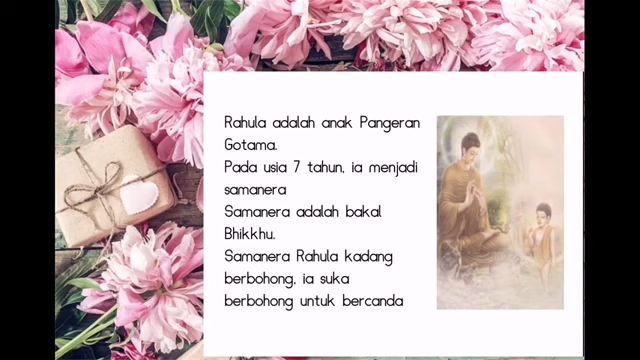 Rahula adalah anak Pangeran
Gotama.
Pada usia 7 tahun, ia menjadi
samanera
Samanera adalah bakal
Bhikkhu.
Samanera Rahula kadang
berbohong, ia suka
berbohong untuk bercanda